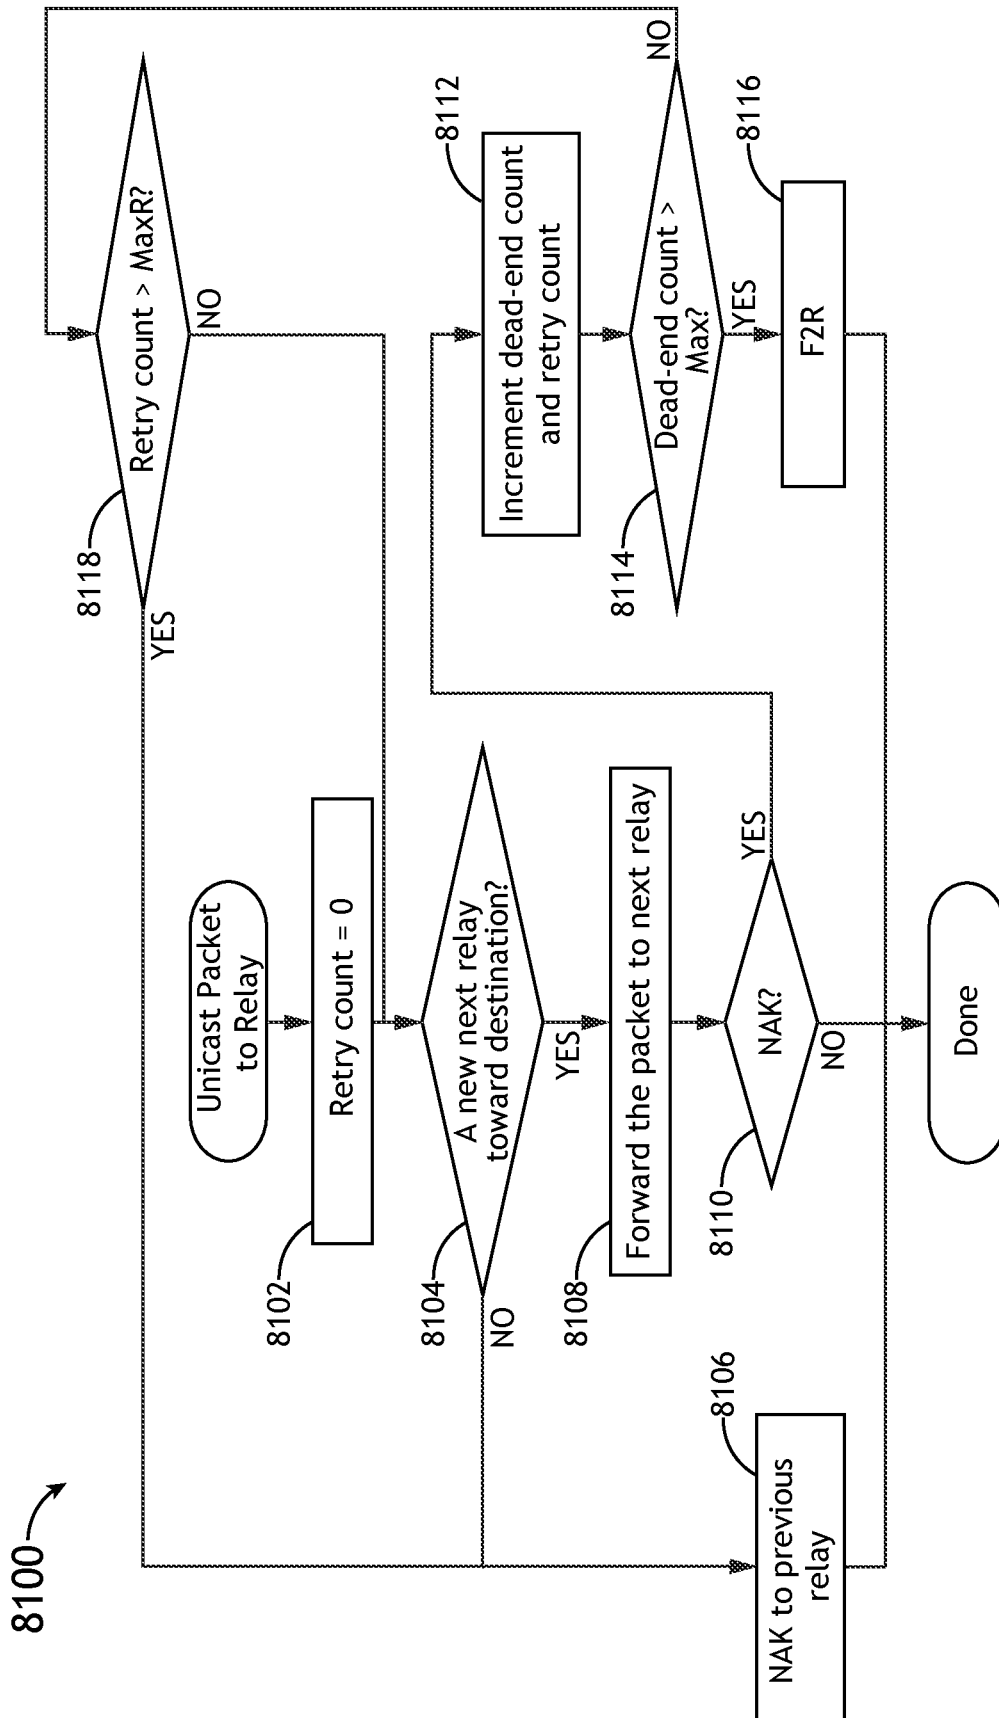 8100
Unicast Packet
to Relay
8102
Retry count = 0
8104
A new next relay
toward destination?
NO
YES
8106
NAK to previous
relay
8108
Forward the packet to next relay
8110
NAK?
YES
NO
8112
Increment dead-end count
and retry count
8114
Dead-end count >
Max?
NO
YES
8116
F2R
8118
Retry count > MaxR?
YES
NO
Done